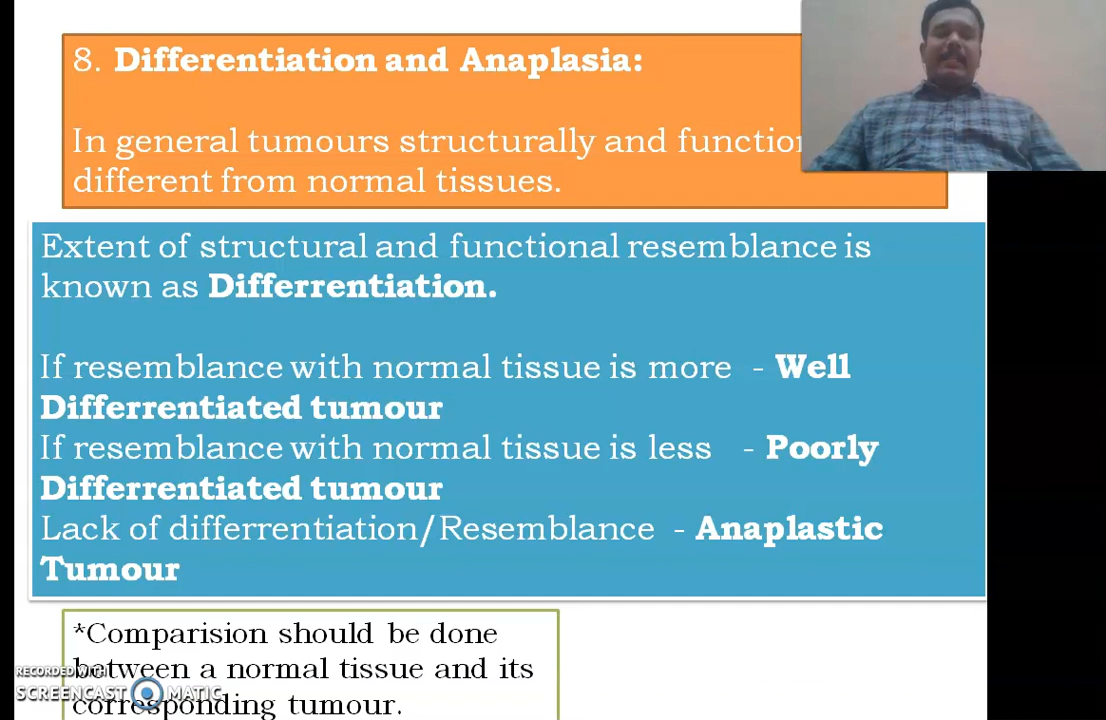 8. Differentiation and Anaplasia:
In general tumours structurally and
different from normal tissues.
Extent of structural and functional resemblance is
known as Differrentiation.
If resemblance with normal tissue is more - Well
Differrentiated tumour
If resemblance with normal tissue is less - Poorly
Differrentiated tumour
Lack of differrentiation/Resemblance - Anaplastic
Tumour
*Comparision should be done
between a normal tissue and its
corresponding tumour.
RECORDED WITH
SCREENCAST MATIC